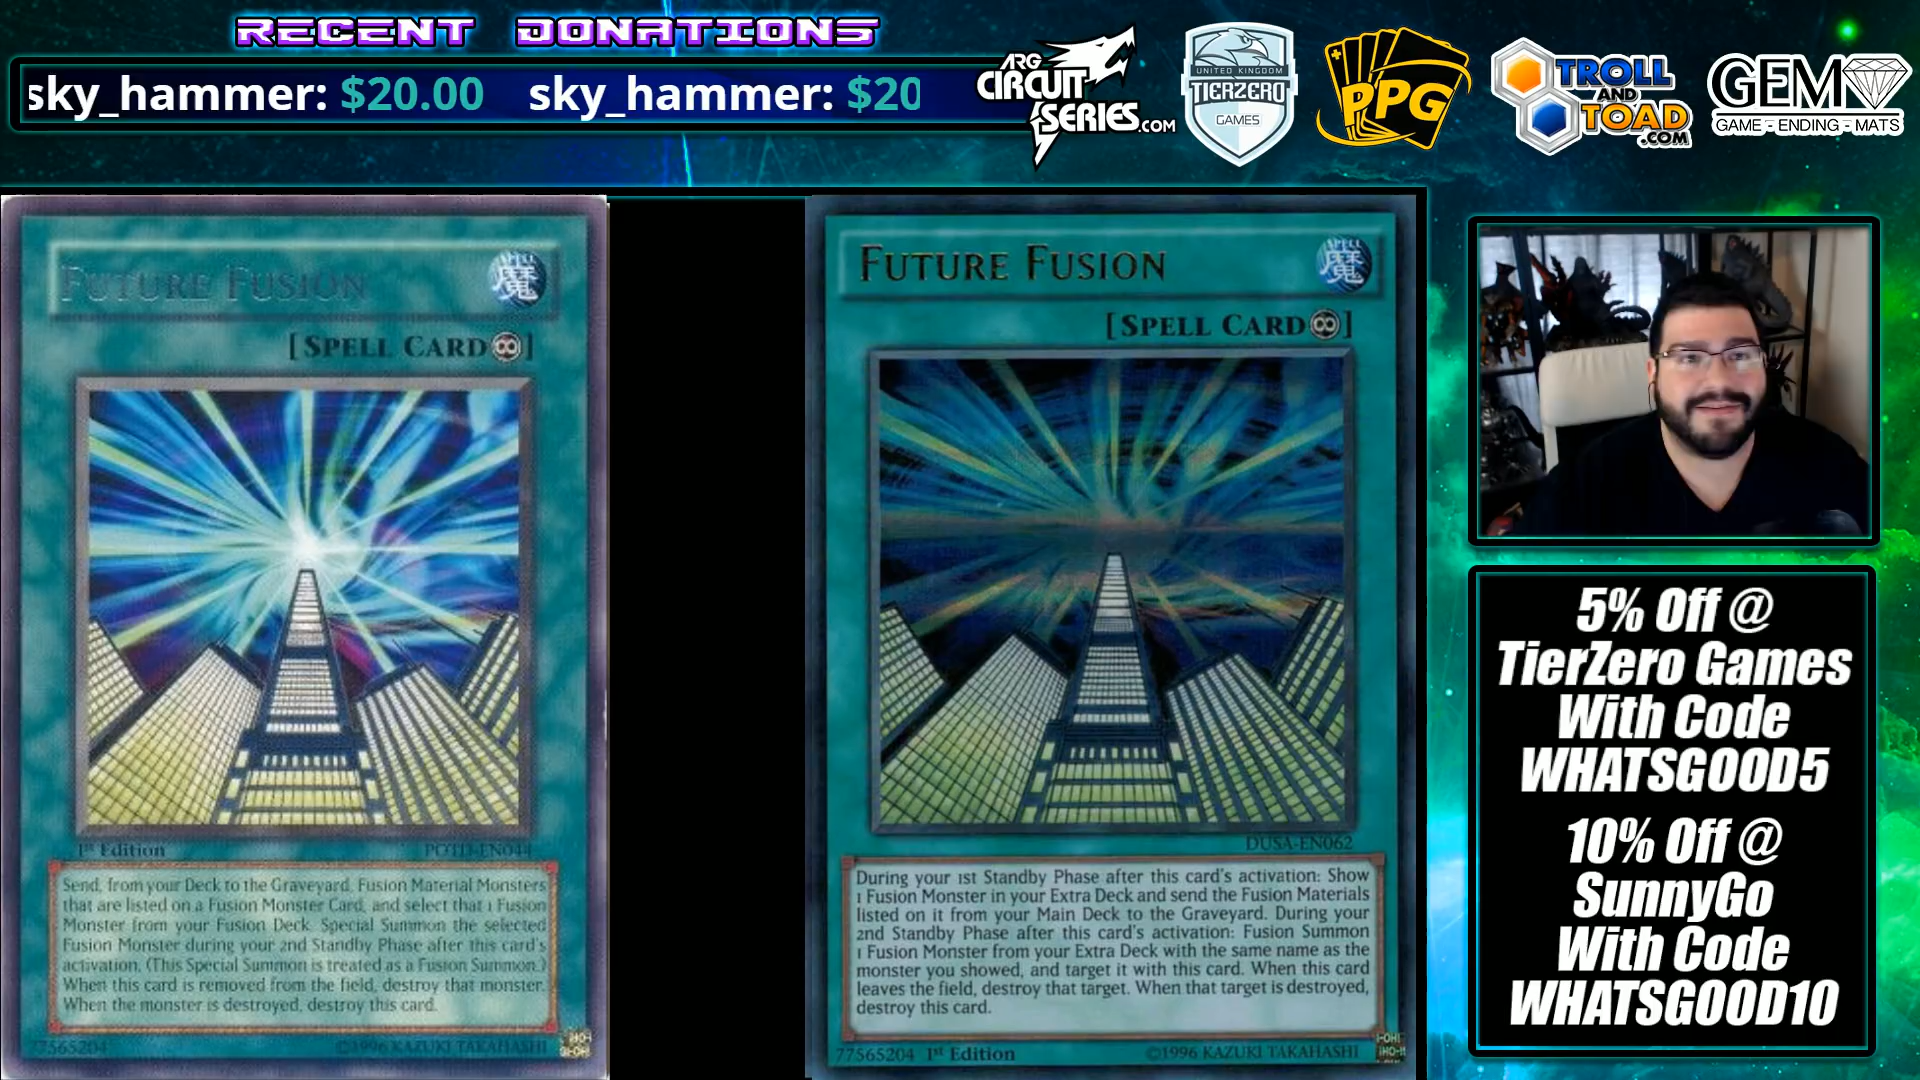 RECENT DONATIONS
sky_hammer: $20.00 sky_hammer: $20
ARG
CIRCUIT
SERIES.COM
UNITED KINGDOM
TIERZERO
GAMES
PPG
TROLL
AND
TOAD
.COM
GEM
GAME - ENDING - MATS
FUTURE FUSION
SPELL
魔
[SPELL CARD]
1st Edition
POTD-EN044
Send, from your Deck to the Graveyard, Fusion Material Monsters
that are listed on a Fusion Monster Card, and select that 1 Fusion
Monster from your Fusion Deck. Special Summon the selected
Fusion Monster during your 2nd Standby Phase after this card's
activation. (This Special Summon is treated as a Fusion Summon.)
When this card is removed from the field, destroy that monster.
When the monster is destroyed, destroy this card.
77565204
©1996 KAZUKI TAKAHASHI
FUTURE FUSION
SPELL
魔
[SPELL CARD]
DUSA-EN062
During your 1st Standby Phase after this card's activation: Show
1 Fusion Monster in your Extra Deck and send the Fusion Materials
listed on it from your Main Deck to the Graveyard. During your
2nd Standby Phase after this card's activation: Fusion Summon
1 Fusion Monster from your Extra Deck with the same name as the
monster you showed, and target it with this card. When this card
leaves the field, destroy that target. When that target is destroyed,
destroy this card.
77565204 1st Edition
©1996 KAZUKI TAKAHASHI
5% Off @
TierZero Games
With Code
WHATSGOOD5
10% Off @
SunnyGo
With Code
WHATSGOOD10